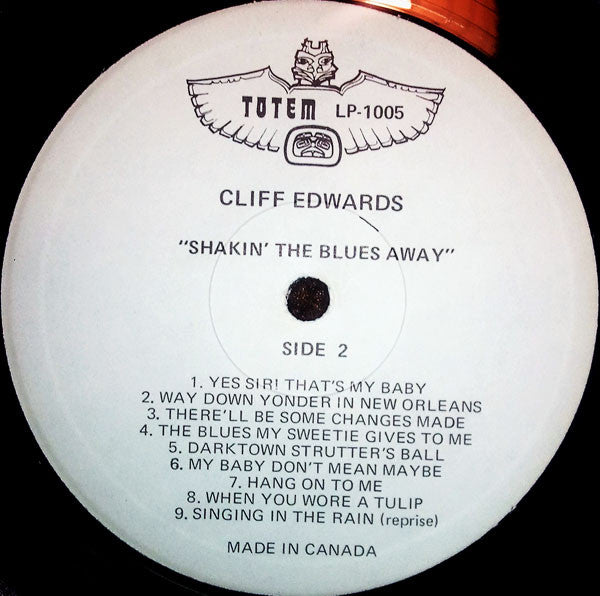 TOTEM LP-1005
CLIFF EDWARDS
"SHAKIN' THE BLUES AWAY"
SIDE 2
1. YES SIR! THAT'S MY BABY
2. WAY DOWN YONDER IN NEW ORLEANS
3. THERE'LL BE SOME CHANGES MADE
4. THE BLUES MY SWEETIE GIVES TO ME
5. DARKTOWN STRUTTER'S BALL
6. MY BABY DON'T MEAN MAYBE
7. HANG ON TO ME
8. WHEN YOU WORE A TULIP
9. SINGING IN THE RAIN (reprise)
MADE IN CANADA